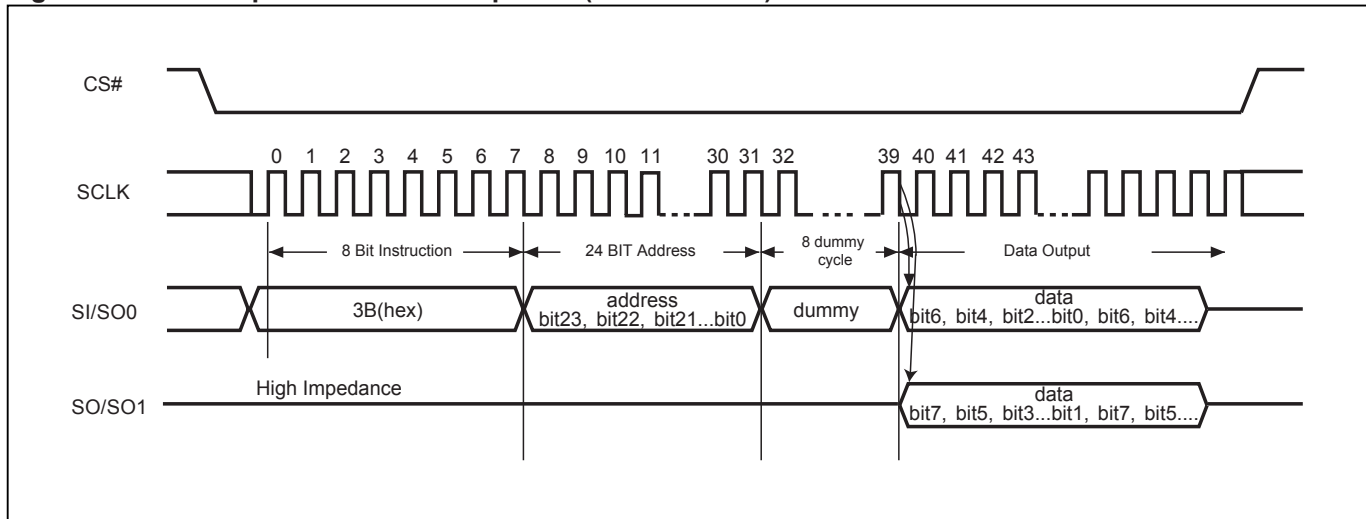 CS#
0 1 2 3 4 5 6 7 8 9 10 11 30 31 32 39 40 41 42 43
SCLK
8 Bit Instruction
24 BIT Address
8 dummy
cycle
Data Output
SI/SO0
3B(hex)
address
bit23, bit22, bit21...bit0
dummy
data
bit6, bit4, bit2...bit0, bit6, bit4....
High Impedance
SO/SO1
data
bit7, bit5, bit3...bit1, bit7, bit5....